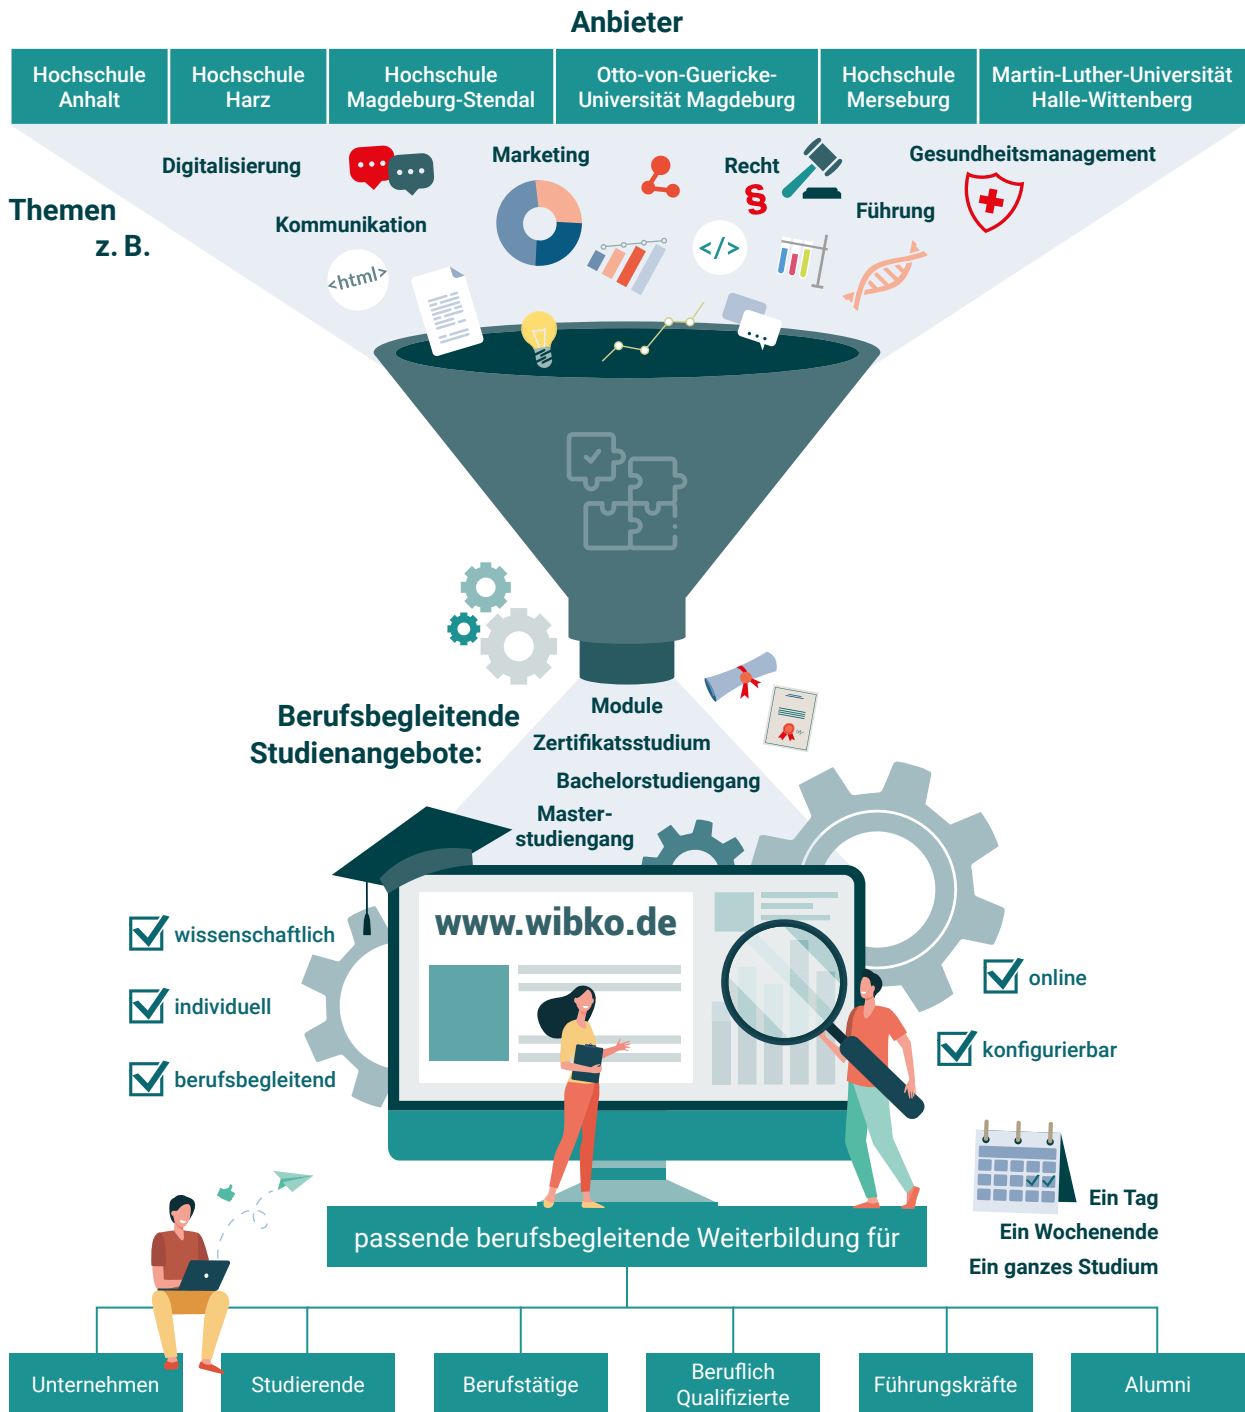 Anbieter
Hochschule
Anhalt
Hochschule
Harz
Hochschule
Magdeburg-Stendal
Otto-von-Guericke-
Universität Magdeburg
Hochschule
Merseburg
Martin-Luther-Universität
Halle-Wittenberg
Themen
z. B.
Digitalisierung
Marketing
Recht
§
Gesundheitsmanagement
Kommunikation
Führung
<html>
</>
Berufsbegleitende
Studienangebote:
Module
Zertifikatsstudium
Bachelorstudiengang
Master-
studiengang
www.wibko.de
wissenschaftlich
individuell
berufsbegleitend
online
konfigurierbar
Ein Tag
Ein Wochenende
Ein ganzes Studium
passende berufsbegleitende Weiterbildung für
Unternehmen
Studierende
Berufstätige
Beruflich
Qualifizierte
Führungskräfte
Alumni